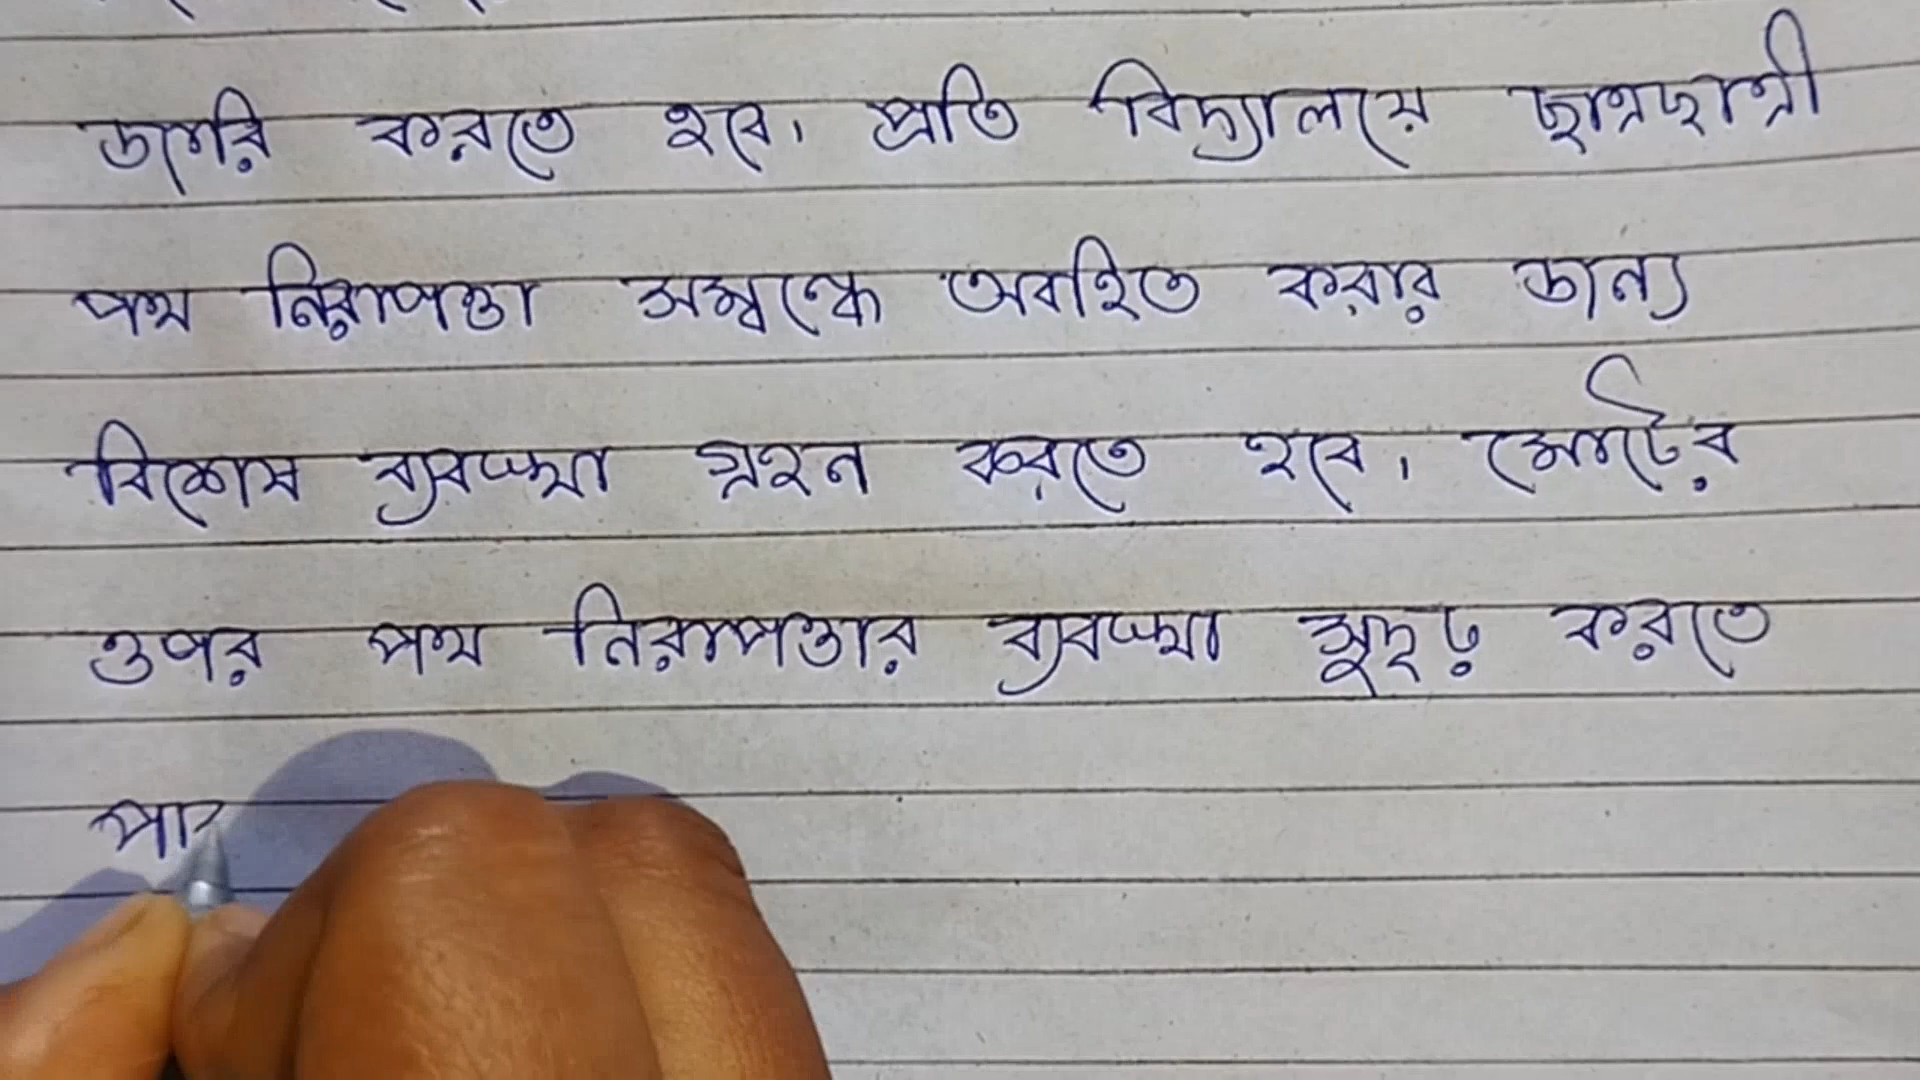 জারি করতে হবে। প্রতি বিদ্যালয়ে ছাত্রছাত্রী
পথ নিরাপত্তা সম্বন্ধে অবহিত করার জন্য
বিশেষ ব্যবস্থা গ্রহন করতে হবে। মোটের
ওপর পথ নিরাপত্তার ব্যবস্থা সুদৃঢ় করতে